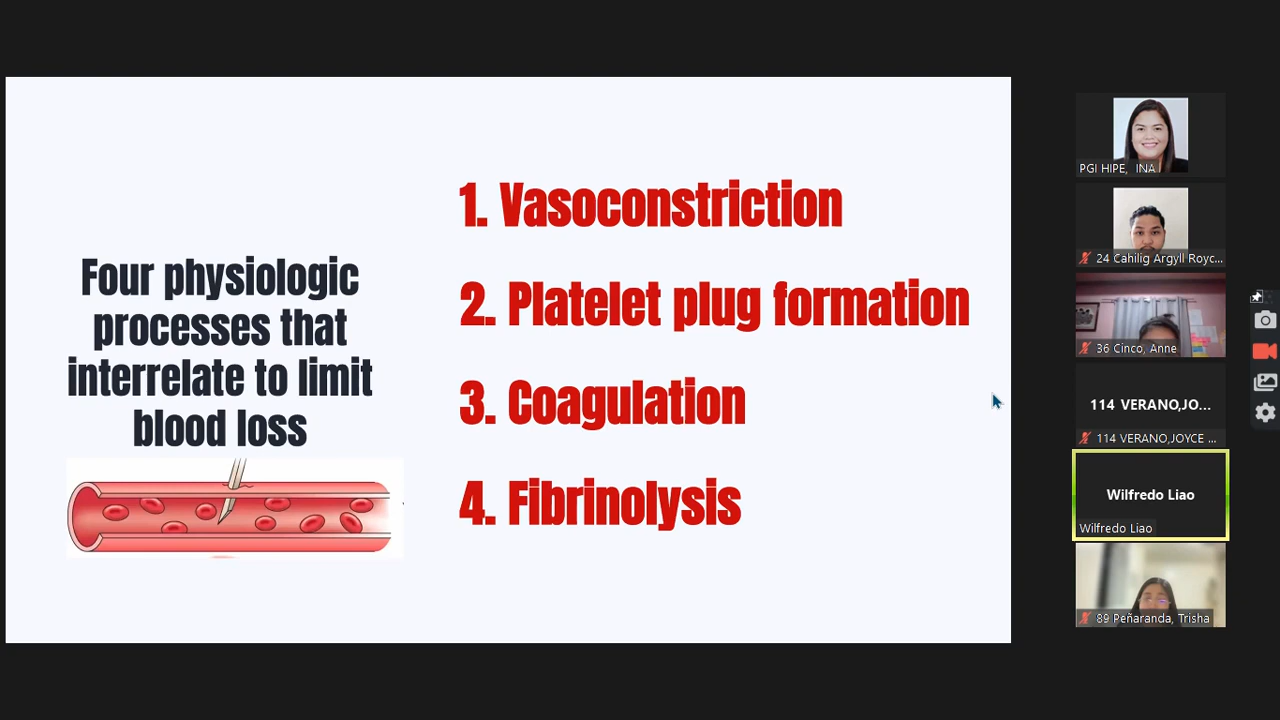 Four physiologic
processes that
interrelate to limit
blood loss
1. Vasoconstriction
2. Platelet plug formation
3. Coagulation
4. Fibrinolysis
PGI HIPE, INA
24 Cahilig Argyll Royc...
36 Cinco, Anne
114 VERANO,JO...
114 VERANO,JOYCE ...
Wilfredo Liao
Wilfredo Liao
89 Peñaranda, Trisha